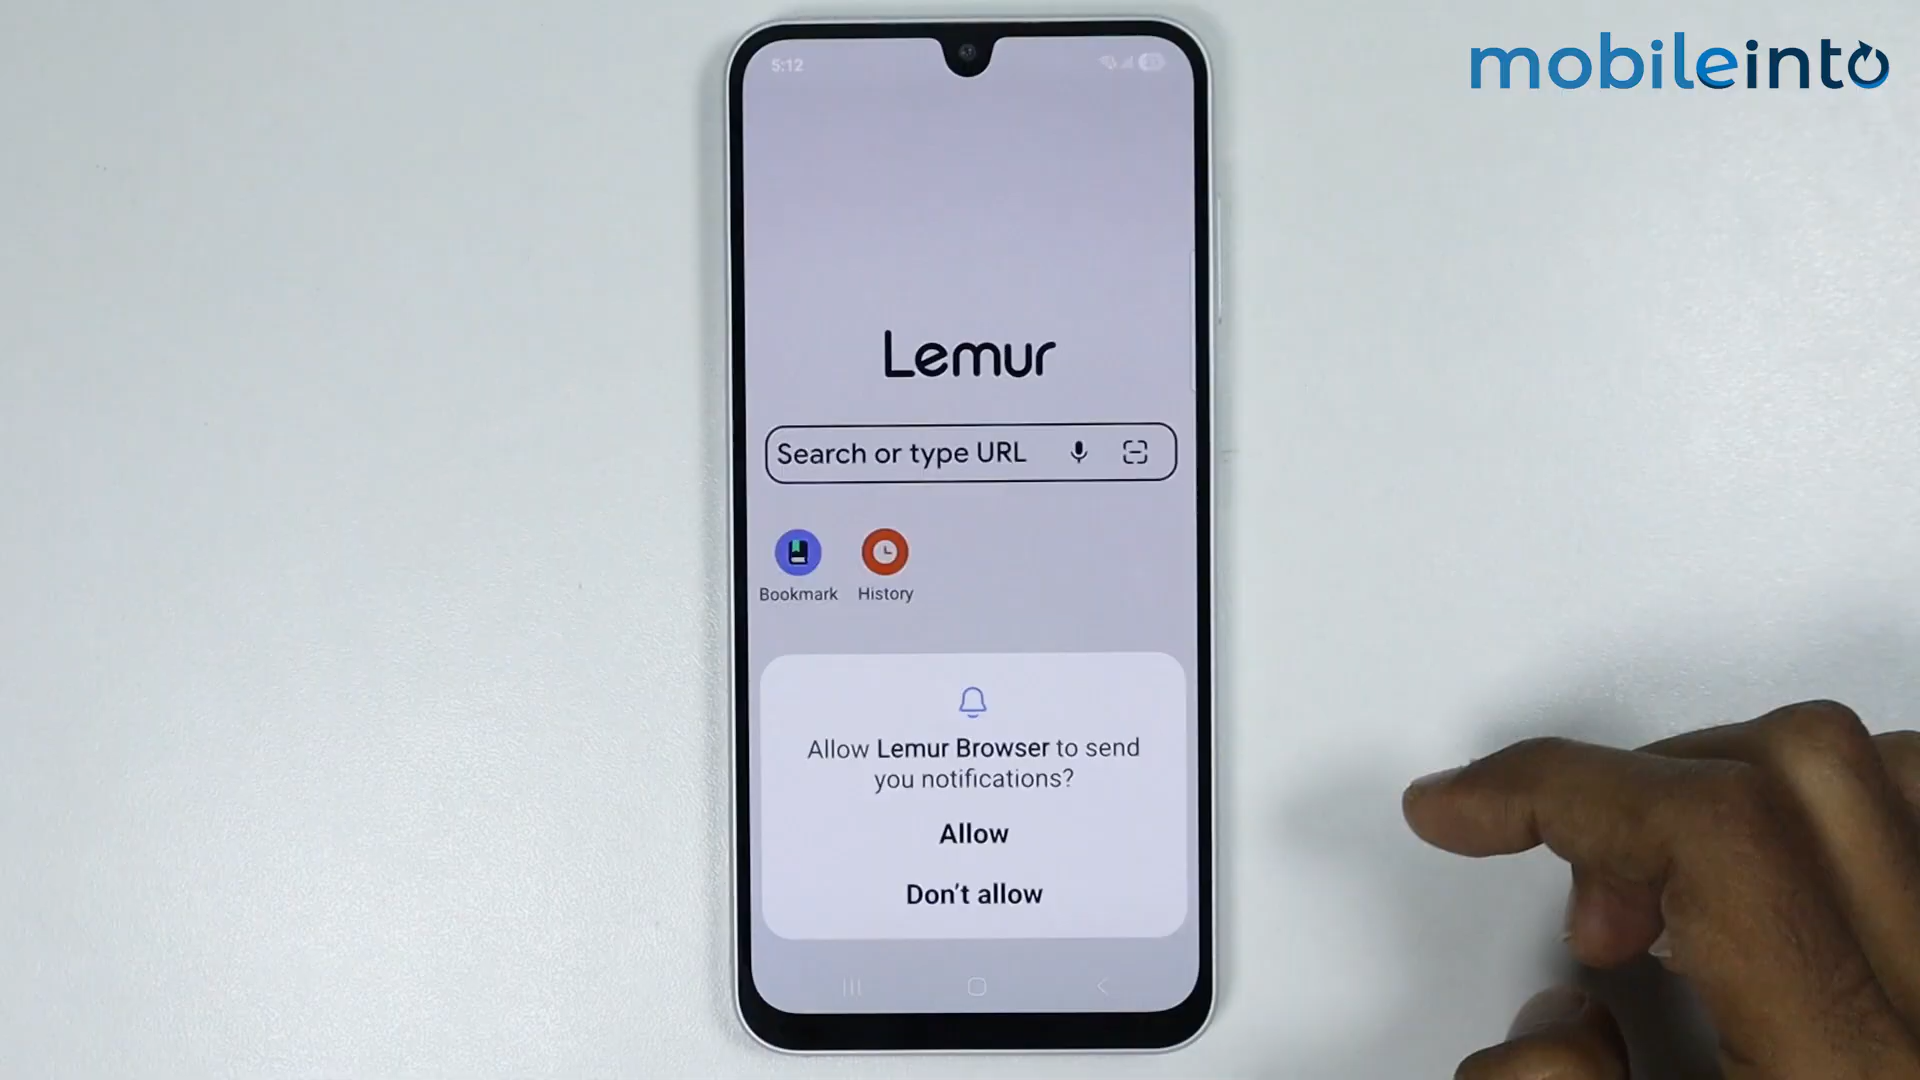 mobileinto
5:12
Lemur
Search or type URL
Bookmark
History
Allow Lemur Browser to send
you notifications?
Allow
Don't allow